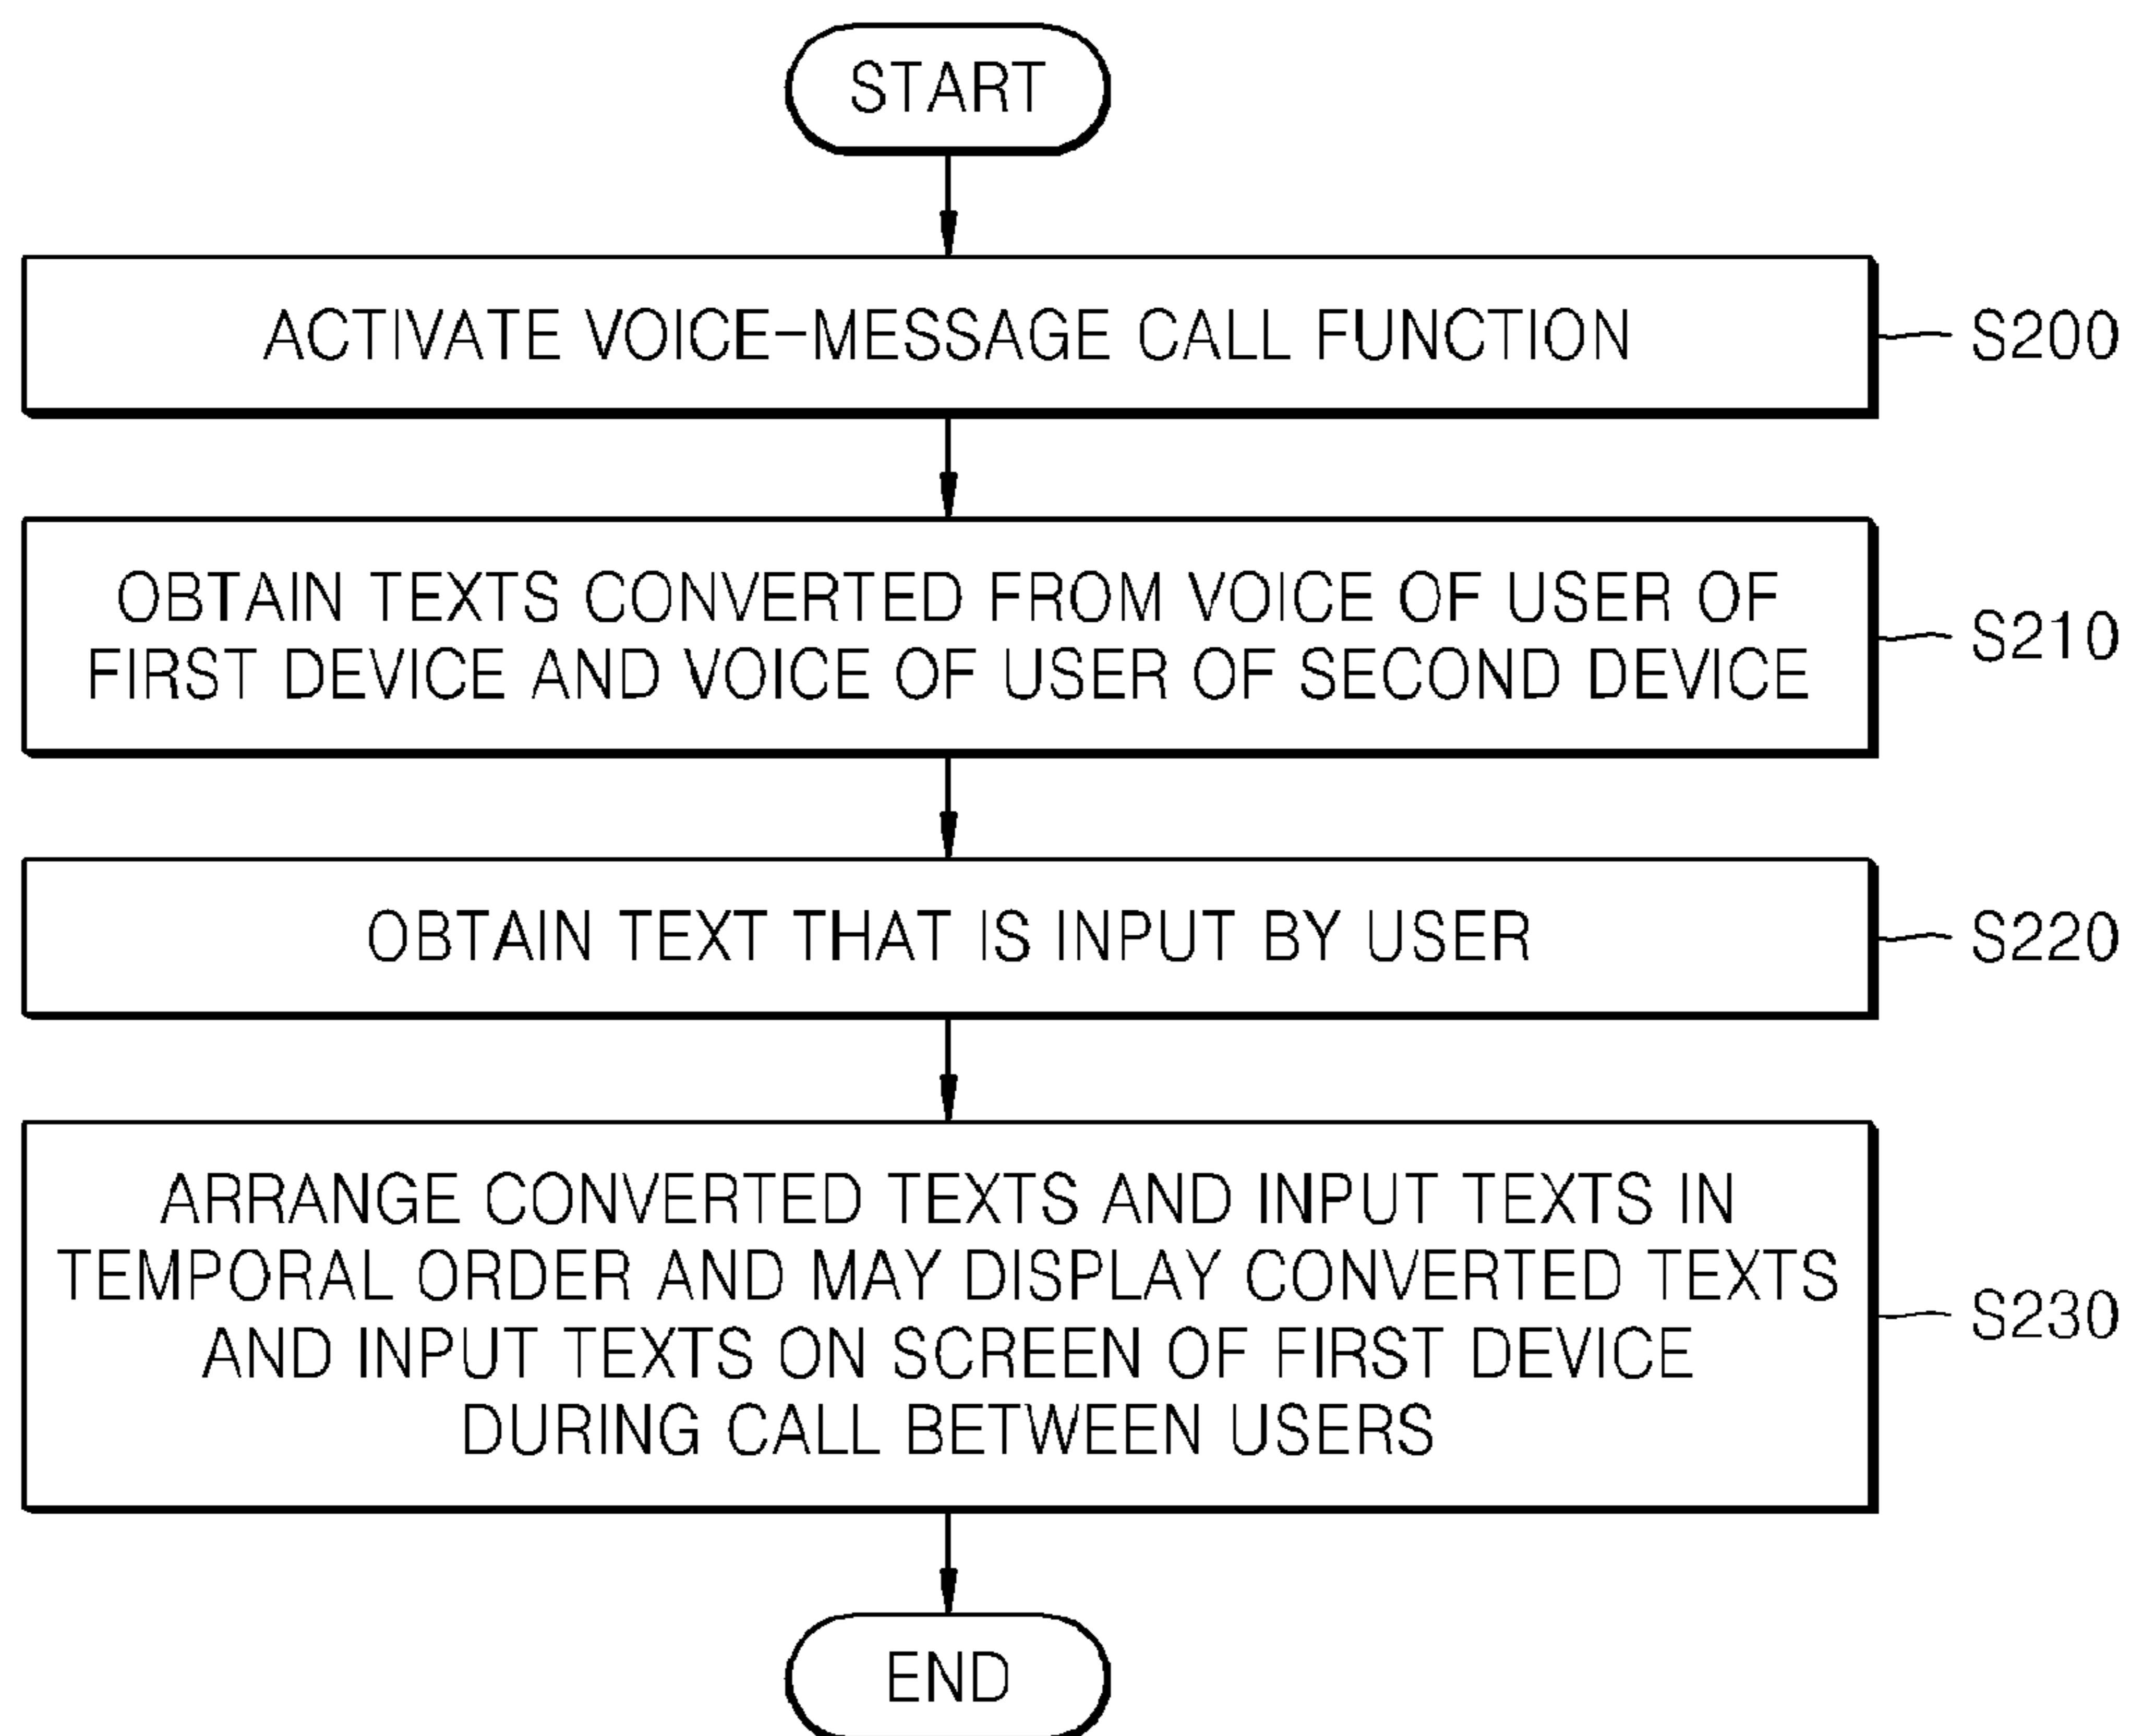 START
ACTIVATE VOICE-MESSAGE CALL FUNCTION
S200
OBTAIN TEXTS CONVERTED FROM VOICE OF USER OF
FIRST DEVICE AND VOICE OF USER OF SECOND DEVICE
S210
OBTAIN TEXT THAT IS INPUT BY USER
S220
ARRANGE CONVERTED TEXTS AND INPUT TEXTS IN
TEMPORAL ORDER AND MAY DISPLAY CONVERTED TEXTS
AND INPUT TEXTS ON SCREEN OF FIRST DEVICE
DURING CALL BETWEEN USERS
S230
END